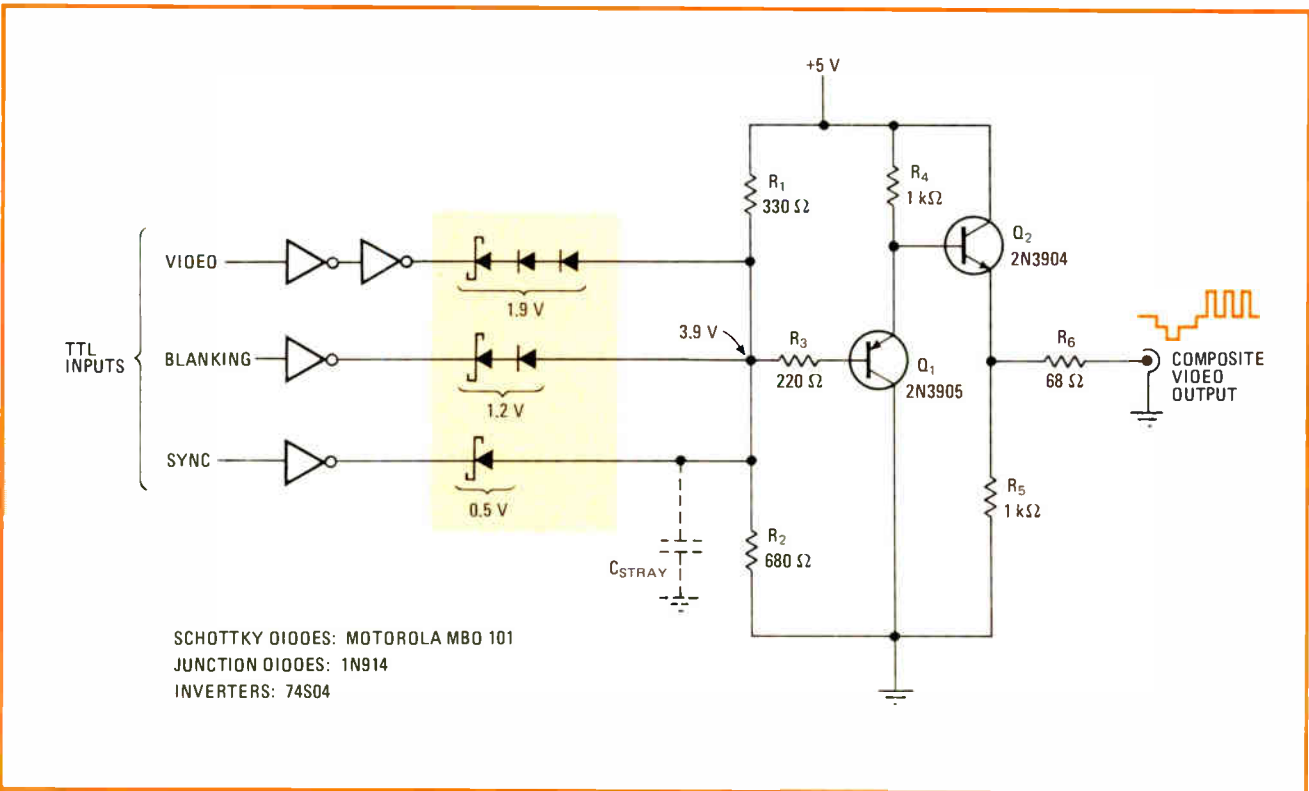 +5 V
R1
330 Ω
R4
1 kΩ
Q2
2N3904
VIDEO
1.9 V
TTL
INPUTS
BLANKING
1.2 V
3.9 V
R3
220 Ω
Q1
2N3905
R6
68 Ω
COMPOSITE
VIDEO
OUTPUT
SYNC
0.5 V
CSTRAY
R2
680 Ω
R5
1 kΩ
SCHOTTKY DIODES: MOTOROLA MBD 101
JUNCTION DIODES: 1N914
INVERTERS: 74S04